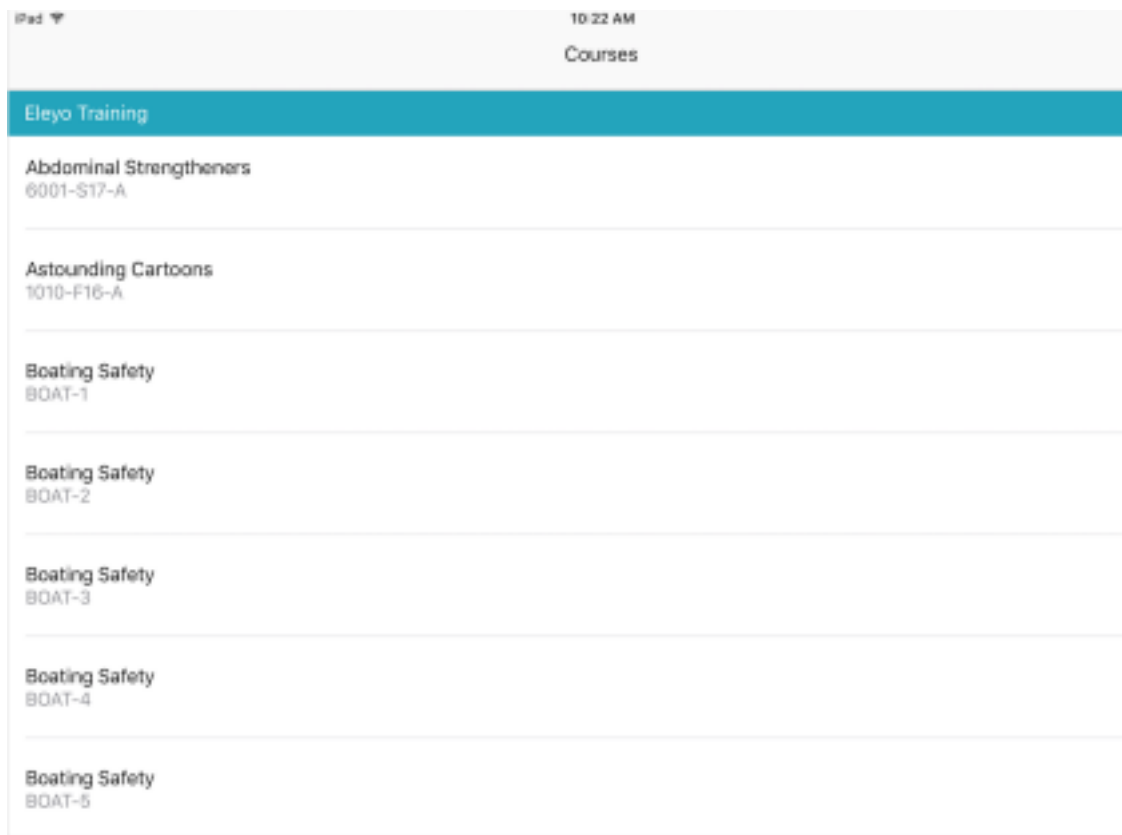 iPad
10:22 AM
Courses
Eleyo Training
Abdominal Strengtheners
6001-S17-A
Astounding Cartoons
1010-F16-A
Boating Safety
BOAT-1
Boating Safety
BOAT-2
Boating Safety
BOAT-3
Boating Safety
BOAT-4
Boating Safety
BOAT-5